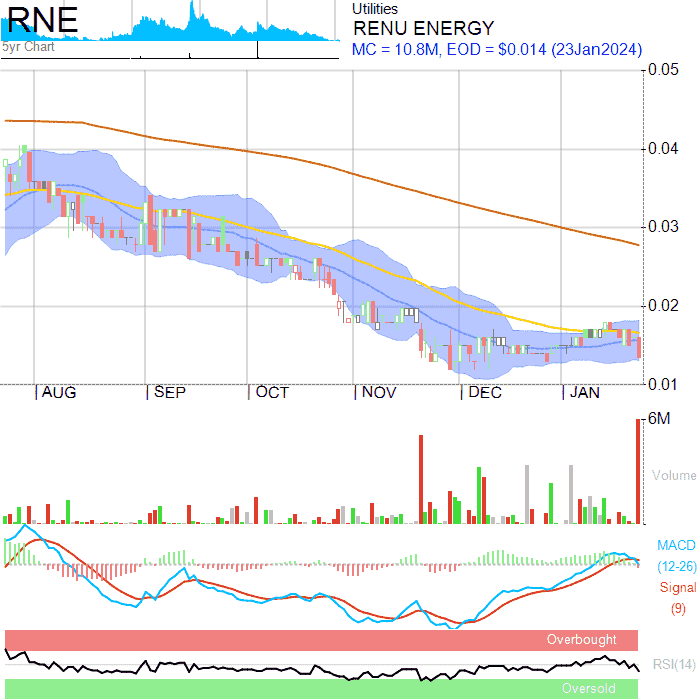 RNE
5yr Chart
Utilities
RENU ENERGY
MC = 10.8M, EOD = $0.014 (23Jan2024)
0.05
0.04
0.03
0.02
0.01
AUG SEP OCT NOV DEC JAN
6M
Volume
MACD
(12-26)
Signal
(9)
Overbought
RSI(14)
Oversold